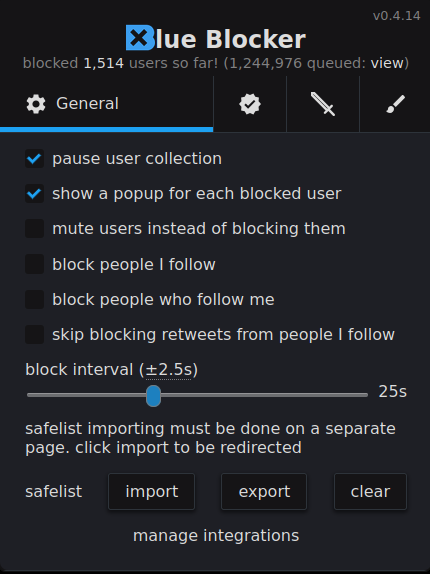 v0.4.14
Blue Blocker
blocked 1,514 users so far! (1,244,976 queued: view)
General
pause user collection
show a popup for each blocked user
mute users instead of blocking them
block people I follow
block people who follow me
skip blocking retweets from people I follow
block interval (±2.5s)
25s
safelist importing must be done on a separate
page. click import to be redirected
safelist import export clear
manage integrations